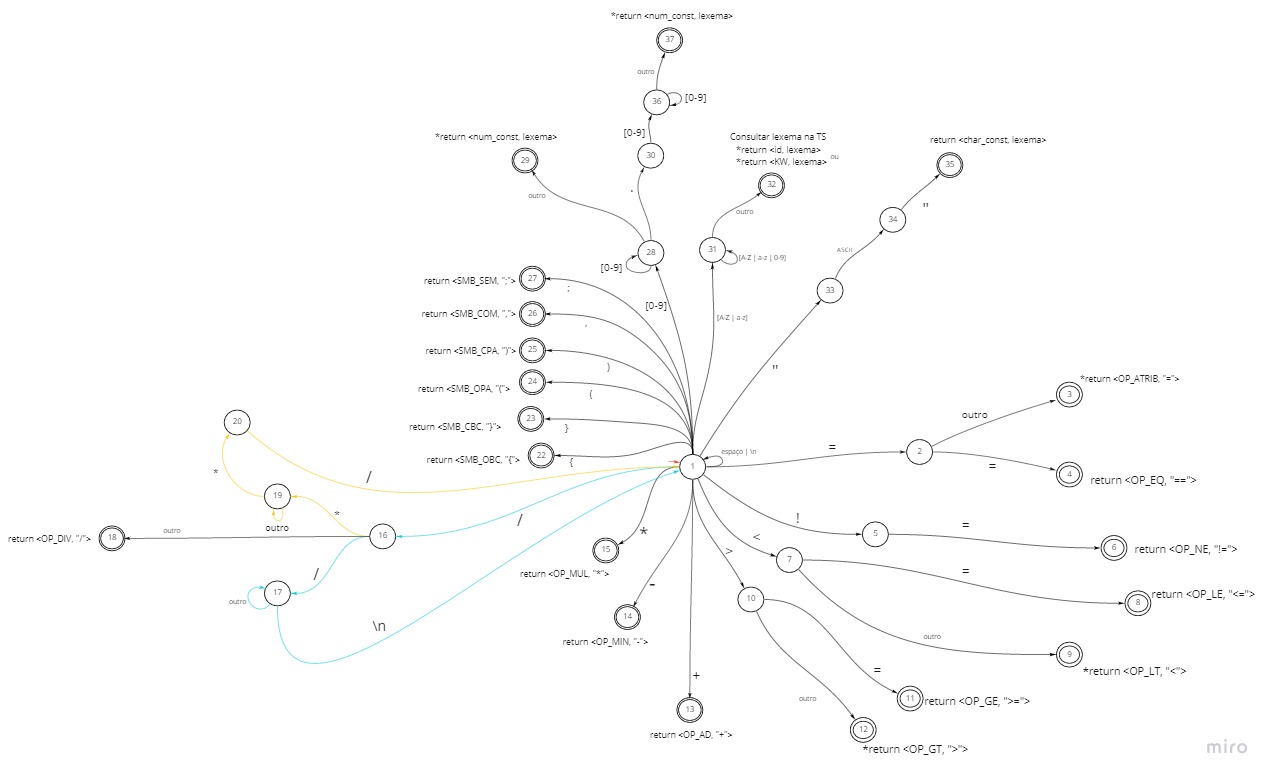 *return <num_const, lexema>
37
outro
36
[0-9]
[0-9]
*return <num_const, lexema>
29
outro
30
.
28
[0-9]
[0-9]
Consultar lexema na TS
*return <id, lexema>
ou
*return <KW, lexema>
32
outro
31
[A-Z | a-z | 0-9]
[A-Z | a-z]
return <char_const, lexema>
35
"
34
ASCII
33
"
return <SMB_SEM, ";">
27
;
return <SMB_COM, ",">
26
,
return <SMB_CPA, ")">
25
)
return <SMB_OPA, "(">
24
(
return <SMB_CBC, "}">
23
}
return <SMB_OBC, "{">
22
{
1
espaço | \n
=
2
outro
3
*return <OP_ATRIB, "=">
=
4
return <OP_EQ, "==">
!
5
=
6
return <OP_NE, "!=">
<
7
=
8
return <OP_LE, "<=">
outro
9
*return <OP_LT, "<">
>
10
=
11
return <OP_GE, ">=">
outro
12
*return <OP_GT, ">">
+
13
return <OP_AD, "+">
-
14
return <OP_MIN, "-">
*
15
return <OP_MUL, "*">
/
16
*
19
outro
*
20
/
outro
18
return <OP_DIV, "/">
/
17
outro
\n
miro